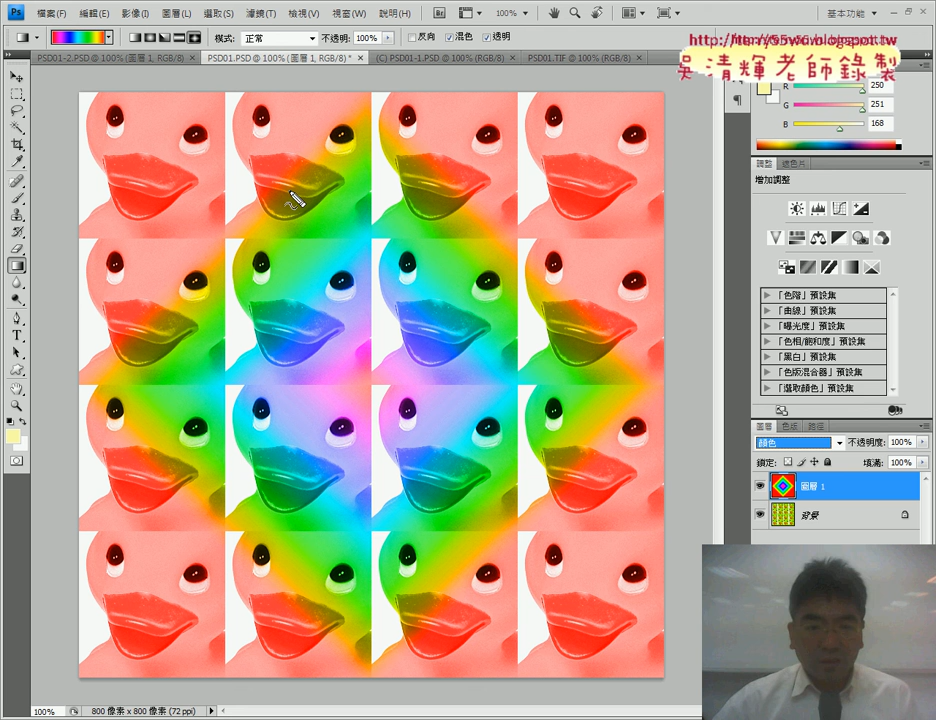 Ps 檔案(F) 編輯(E) 影像(I) 圖層(L) 選取(S) 濾鏡(T) 檢視(V) 視窗(W) 說明(H) Br 100% 基本功能
模式: 正常 不透明: 100% 反向 混色 透明
http://
PSD01-2.PSD @ 100% (圖層 1, RGB/8) × PSD01.PSD @ 100% (圖層 1, RGB/8) * × (C) PSD01-1.PSD @ 100% (RGB/8) × PSD01.TIF @ 100% (RGB/8) ×
吳清輝老師錄製
R 250
G 251
B 168
調整 樣式
增加調整
「色階」預設集
「曲線」預設集
「曝光度」預設集
「色相/飽和度」預設集
「黑白」預設集
「色版混合器」預設集
「選取顏色」預設集
圖層 色版 路徑
顏色 不透明度: 100%
鎖定: 填滿: 100%
圖層 1
背景
100% 800 像素 x 800 像素 (72 ppi)